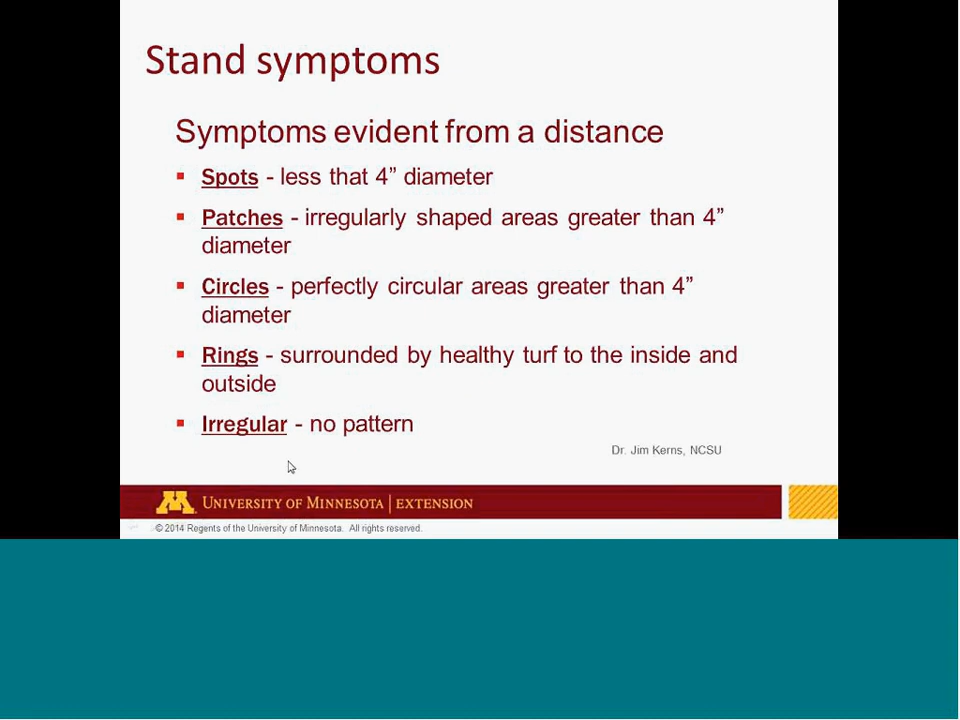 Stand symptoms
Symptoms evident from a distance
▪ Spots - less that 4” diameter
▪ Patches - irregularly shaped areas greater than 4”
diameter
▪ Circles - perfectly circular areas greater than 4”
diameter
▪ Rings - surrounded by healthy turf to the inside and
outside
▪ Irregular - no pattern
Dr. Jim Kerns, NCSU
M UNIVERSITY OF MINNESOTA | EXTENSION
© 2014 Regents of the University of Minnesota. All rights reserved.